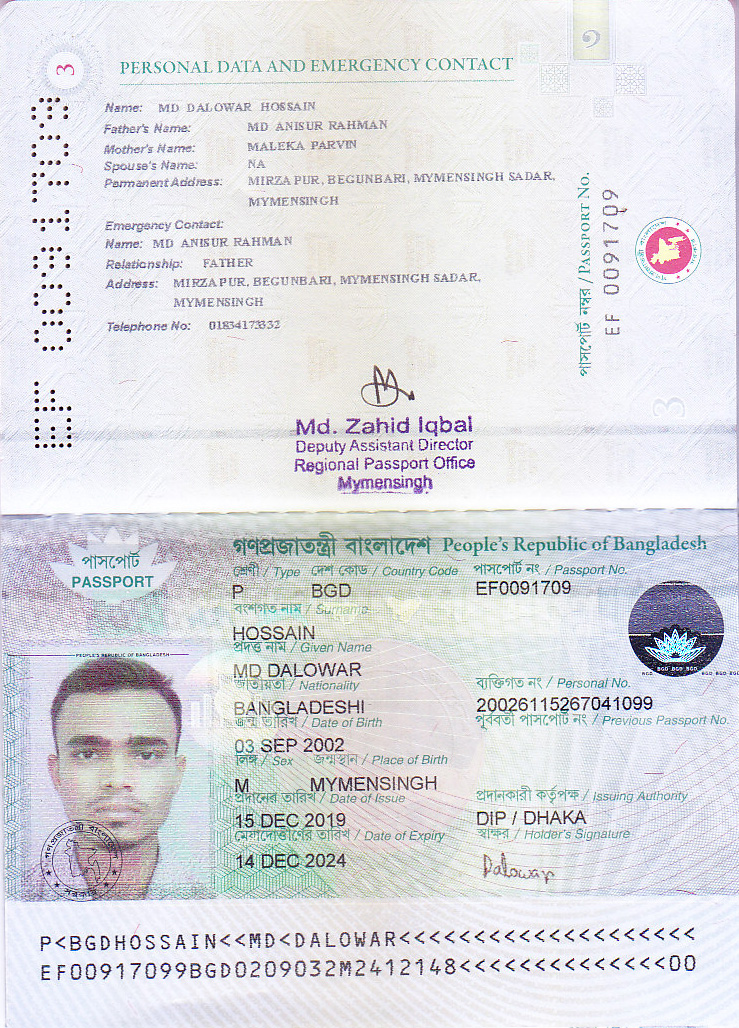 3
PERSONAL DATA AND EMERGENCY CONTACT
Name: MD DALOWAR HOSSAIN
Father's Name: MD ANISUR RAHMAN
Mother's Name: MALEKA PARVIN
Spouse's Name: NA
Permanent Address: MIRZAPUR, BEGUNBARI, MYMENSINGH SADAR,
MYMENSINGH
Emergency Contact:
Name: MD ANISUR RAHMAN
Relationship: FATHER
Address: MIRZAPUR, BEGUNBARI, MYMENSINGH SADAR,
MYMENSINGH
Telephone No: 01834173332
EF 0091709
পাসপোর্ট নম্বর / PASSPORT No.
EF 0091709
3
Md. Zahid Iqbal
Deputy Assistant Director
Regional Passport Office
Mymensingh
গণপ্রজাতন্ত্রী বাংলাদেশ People's Republic of Bangladesh
পাসপোর্ট
PASSPORT
শ্রেণী / Type দেশ কোড / Country Code পাসপোর্ট নং / Passport No.
P BGD EF0091709
বংশগত নাম / Surname
HOSSAIN
প্রদত্ত নাম / Given Name
MD DALOWAR
জাতীয়তা / Nationality ব্যক্তিগত নং / Personal No.
BANGLADESHI 20026115267041099
জন্ম তারিখ / Date of Birth পূর্ববর্তী পাসপোর্ট নং / Previous Passport No.
03 SEP 2002
লিঙ্গ / Sex জন্মস্থান / Place of Birth
M MYMENSINGH
প্রদানের তারিখ / Date of Issue প্রদানকারী কর্তৃপক্ষ / Issuing Authority
15 DEC 2019 DIP / DHAKA
মেয়াদোত্তীর্ণের তারিখ / Date of Expiry স্বাক্ষর / Holder's Signature
14 DEC 2024 Dalowar
PEOPLE'S REPUBLIC OF BANGLADESH
BGD BGD BGD
গণপ্রজাতন্ত্রী বাংলাদেশ
সরকার
P<BGDHOSSAIN<<MD<DALOWAR<<<<<<<<<<<<<<<<<<<<
EF00917099BGD0209032M2412148<<<<<<<<<<<<<<00